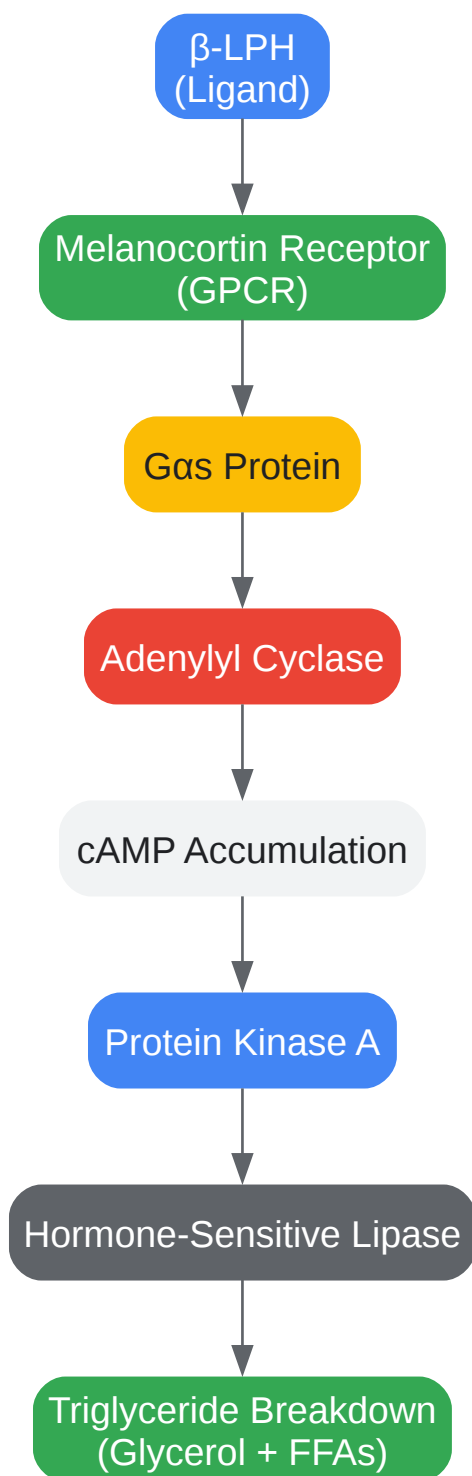 β-LPH
(Ligand)
Melanocortin Receptor
(GPCR)
Gαs Protein
Adenylyl Cyclase
cAMP Accumulation
Protein Kinase A
Hormone-Sensitive Lipase
Triglyceride Breakdown
(Glycerol + FFAs)